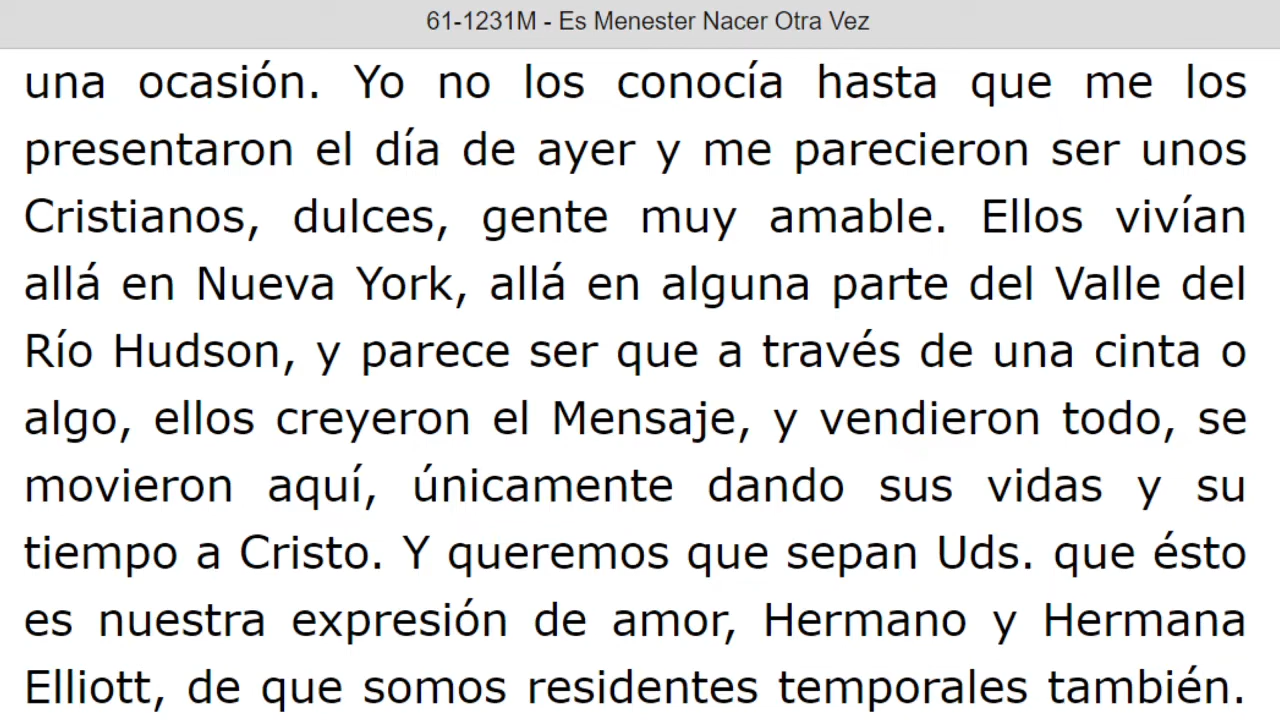 61-1231M - Es Menester Nacer Otra Vez
una ocasión. Yo no los conocía hasta que me los
presentaron el día de ayer y me parecieron ser unos
Cristianos, dulces, gente muy amable. Ellos vivían
allá en Nueva York, allá en alguna parte del Valle del
Río Hudson, y parece ser que a través de una cinta o
algo, ellos creyeron el Mensaje, y vendieron todo, se
movieron aquí, únicamente dando sus vidas y su
tiempo a Cristo. Y queremos que sepan Uds. que ésto
es nuestra expresión de amor, Hermano y Hermana
Elliott, de que somos residentes temporales también.